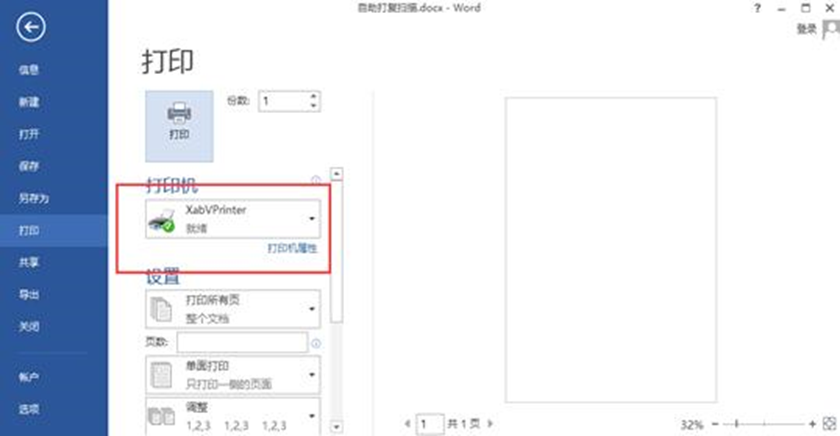 自助打复扫描.docx - Word
?
登录
信息
新建
打开
保存
另存为
打印
共享
导出
关闭
帐户
选项
打印
打印
份数: 1
打印机
XabVPrinter
就绪
打印机属性
设置
打印所有页
整个文档
页数:
单面打印
只打印一侧的页面
调整
1,2,3 1,2,3 1,2,3
1 共1页
32%